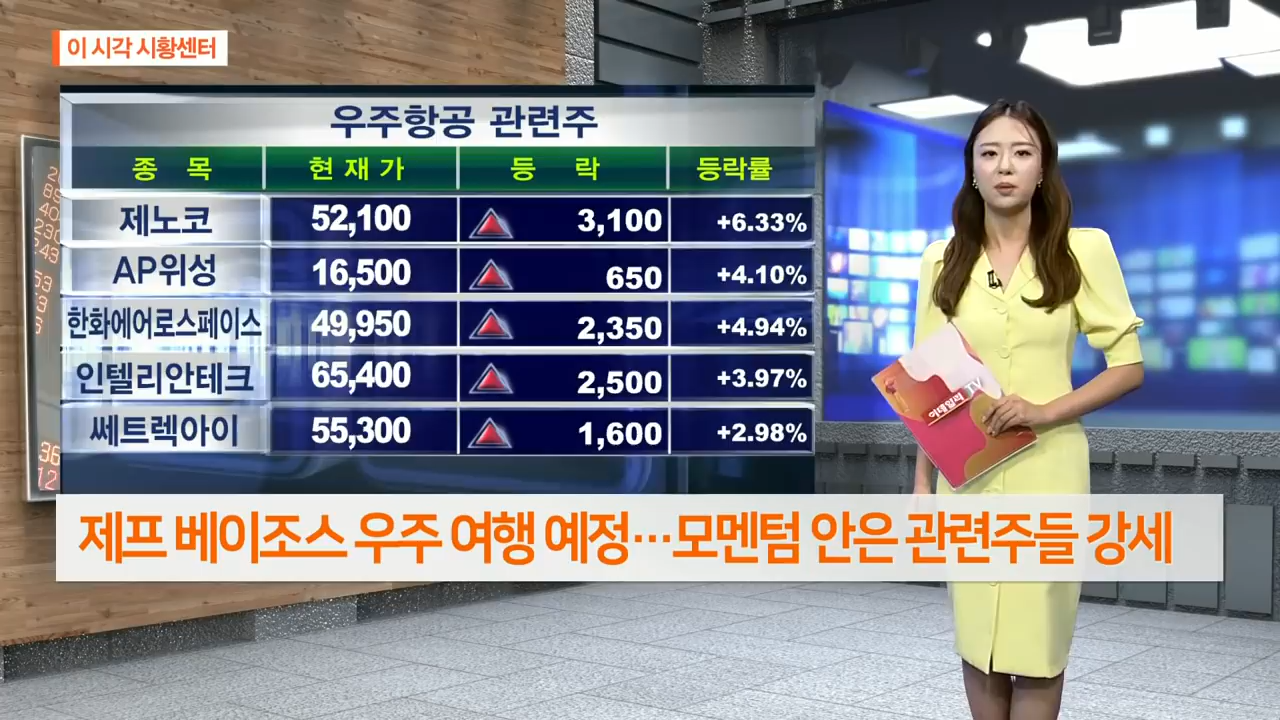 이 시각 시황센터
우주항공 관련주
종 목 현 재 가 등 락 등락률
제노코 52,100 ▲ 3,100 +6.33%
AP위성 16,500 ▲ 650 +4.10%
한화에어로스페이스 49,950 ▲ 2,350 +4.94%
인텔리안테크 65,400 ▲ 2,500 +3.97%
쎄트렉아이 55,300 ▲ 1,600 +2.98%
이데일리 TV
제프 베이조스 우주 여행 예정…모멘텀 안은 관련주들 강세